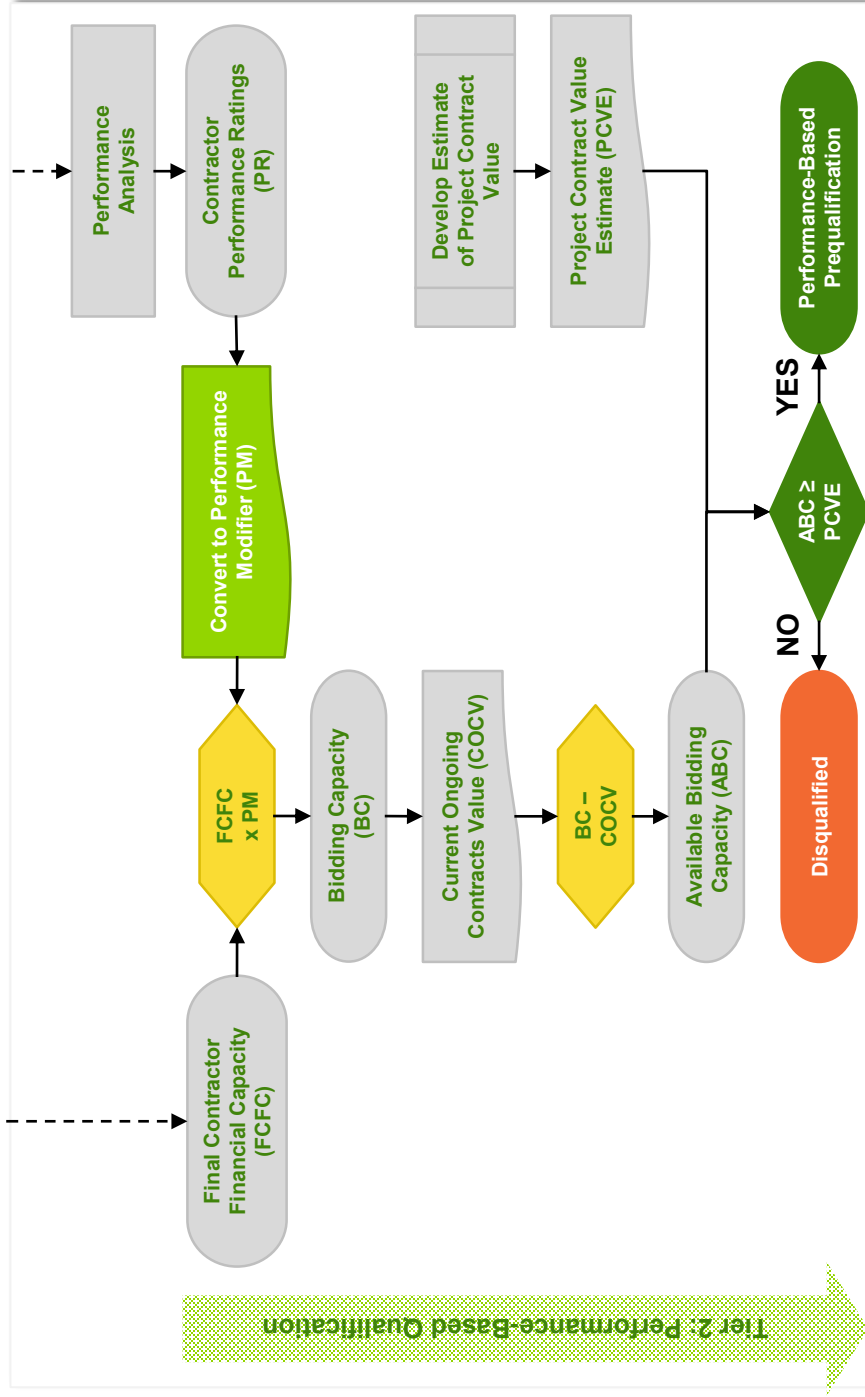 Tier 2: Performance-Based Qualification
Performance
Analysis
Final Contractor
Financial Capacity
(FCFC)
FCFC
x PM
Convert to Performance
Modifier (PM)
Contractor
Performance Ratings
(PR)
Bidding Capacity
(BC)
Current Ongoing
Contracts Value (COCV)
Develop Estimate
of Project Contract
Value
BC –
COCV
Project Contract Value
Estimate (PCVE)
Available Bidding
Capacity (ABC)
Disqualified
NO
ABC ≥
PCVE
YES
Performance-Based
Prequalification